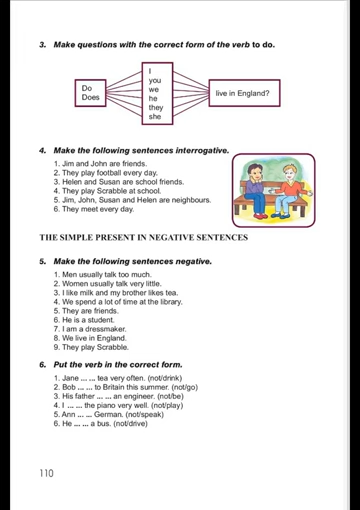 3. Make questions with the correct form of the verb to do.
Do
Does
I
you
we
he
they
she
live in England?
4. Make the following sentences interrogative.
1. Jim and John are friends.
2. They play football every day.
3. Helen and Susan are school friends.
4. They play Scrabble at school.
5. Jim, John, Susan and Helen are neighbours.
6. They meet every day.
THE SIMPLE PRESENT IN NEGATIVE SENTENCES
5. Make the following sentences negative.
1. Men usually talk too much.
2. Women usually talk very little.
3. I like milk and my brother likes tea.
4. We spend a lot of time at the library.
5. They are friends.
6. He is a student.
7. I am a dressmaker.
8. We live in England.
9. They play Scrabble.
6. Put the verb in the correct form.
1. Jane ... ... tea very often. (not/drink)
2. Bob ... ... to Britain this summer. (not/go)
3. His father ... ... an engineer. (not/be)
4. I ... ... the piano very well. (not/play)
5. Ann ... ... German. (not/speak)
6. He ... ... a bus. (not/drive)
110